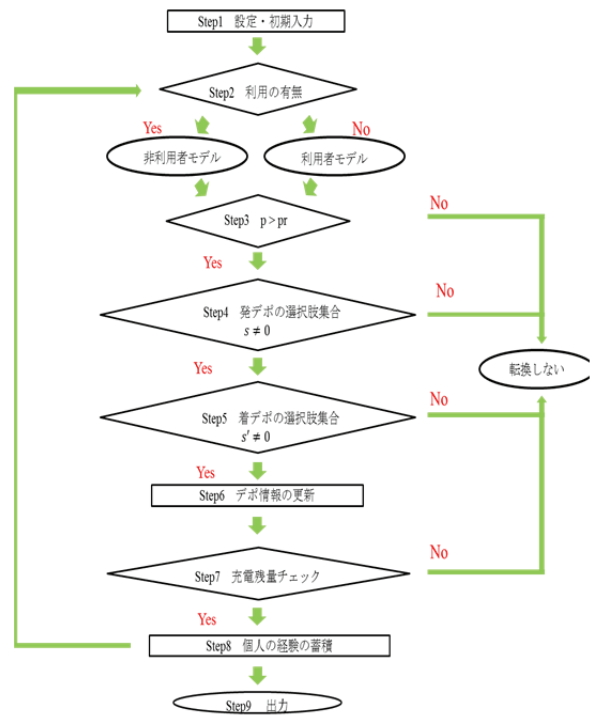 Step1 設定・初期入力
Step2 利用の有無
Yes
No
非利用者モデル
利用者モデル
Step3 p > pr
No
Yes
Step4 発デポの選択肢集合
s ≠ 0
No
転換しない
Yes
Step5 着デポの選択肢集合
s' ≠ 0
No
Yes
Step6 デポ情報の更新
Step7 充電残量チェック
No
Yes
Step8 個人の経験の蓄積
Step9 出力